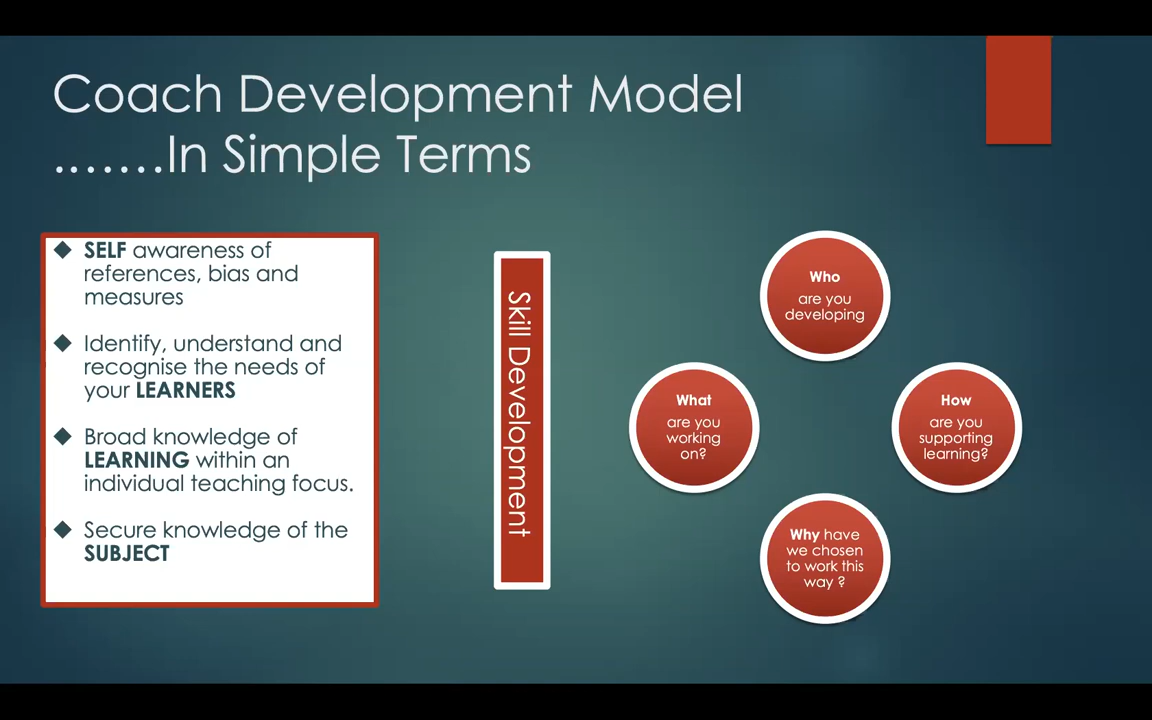 Coach Development Model
.......In Simple Terms
SELF awareness of
references, bias and
measures
Identify, understand and
recognise the needs of
your LEARNERS
Broad knowledge of
LEARNING within an
individual teaching focus.
Secure knowledge of the
SUBJECT
Skill Development
Who
are you
developing
What
are you
working
on?
How
are you
supporting
learning?
Why have
we chosen
to work this
way ?